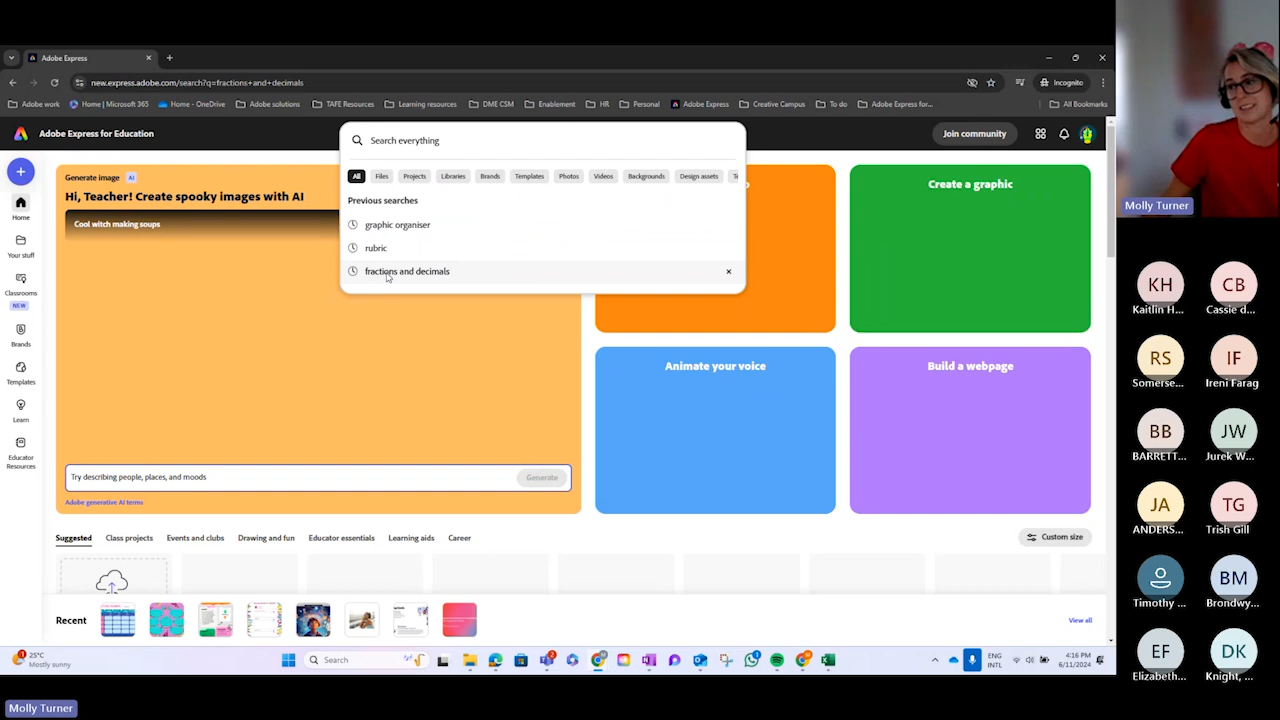 Adobe Express
new.express.adobe.com/search?q=fractions+and+decimals
Incognito
Adobe work
Home | Microsoft 365
Home - OneDrive
Adobe solutions
TAFE Resources
Learning resources
DME CSM
Enablement
HR
Personal
Adobe Express
Creative Campus
To do
Adobe Express for...
All Bookmarks
Adobe Express for Education
Search everything
Join community
All
Files
Projects
Libraries
Brands
Templates
Photos
Videos
Backgrounds
Design assets
Te
Previous searches
graphic organiser
rubric
fractions and decimals
Home
Your stuff
Classrooms
NEW
Brands
Templates
Learn
Educator
Resources
Generate image AI
Hi, Teacher! Create spooky images with AI
Cool witch making soups
Try describing people, places, and moods
Generate
Adobe generative AI terms
Create a graphic
Animate your voice
Build a webpage
Suggested
Class projects
Events and clubs
Drawing and fun
Educator essentials
Learning aids
Career
Custom size
Recent
View all
25°C
Mostly sunny
Search
ENG
INTL
4:16 PM
6/11/2024
Molly Turner
Molly Turner
KH
Kaitlin H...
CB
Cassie d...
RS
Somerse...
IF
Ireni Farag
BB
BARRETT...
JW
Jurek W...
JA
ANDERS...
TG
Trish Gill
Timothy ...
BM
Brondwy...
EF
Elizabeth...
DK
Knight, ...